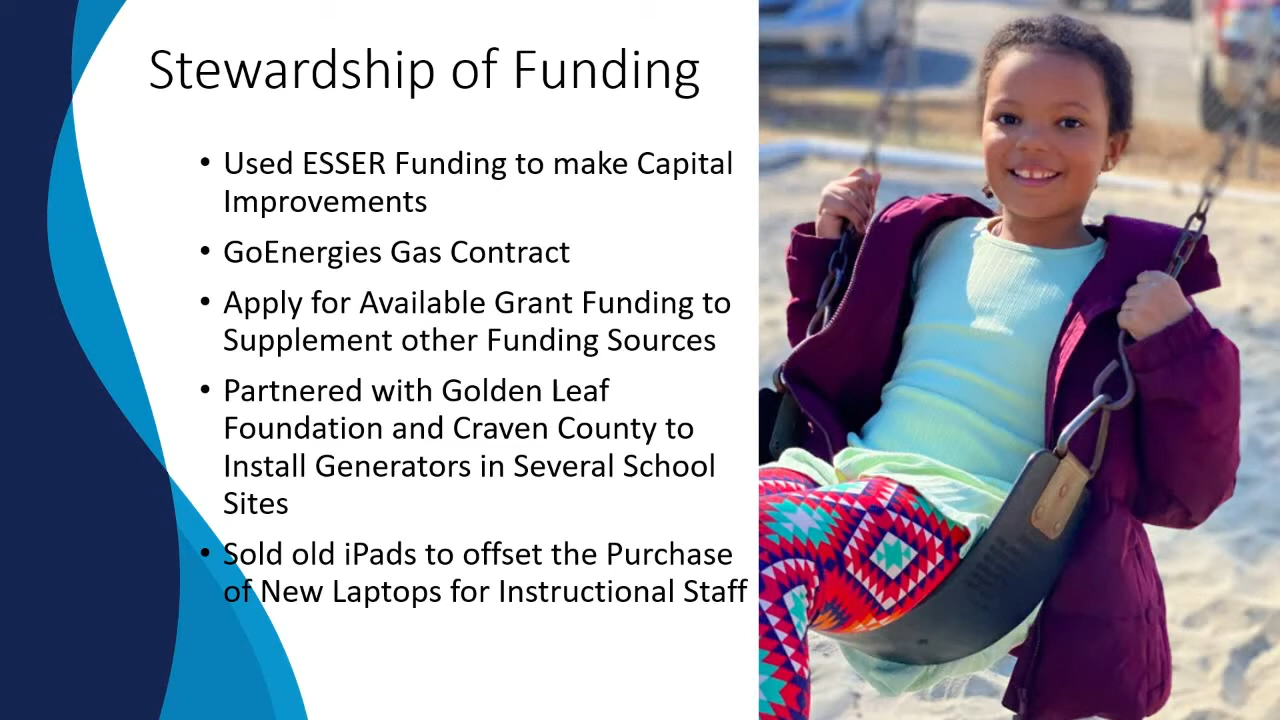 Stewardship of Funding
• Used ESSER Funding to make Capital
Improvements
• GoEnergies Gas Contract
• Apply for Available Grant Funding to
Supplement other Funding Sources
• Partnered with Golden Leaf
Foundation and Craven County to
Install Generators in Several School
Sites
• Sold old iPads to offset the Purchase
of New Laptops for Instructional Staff